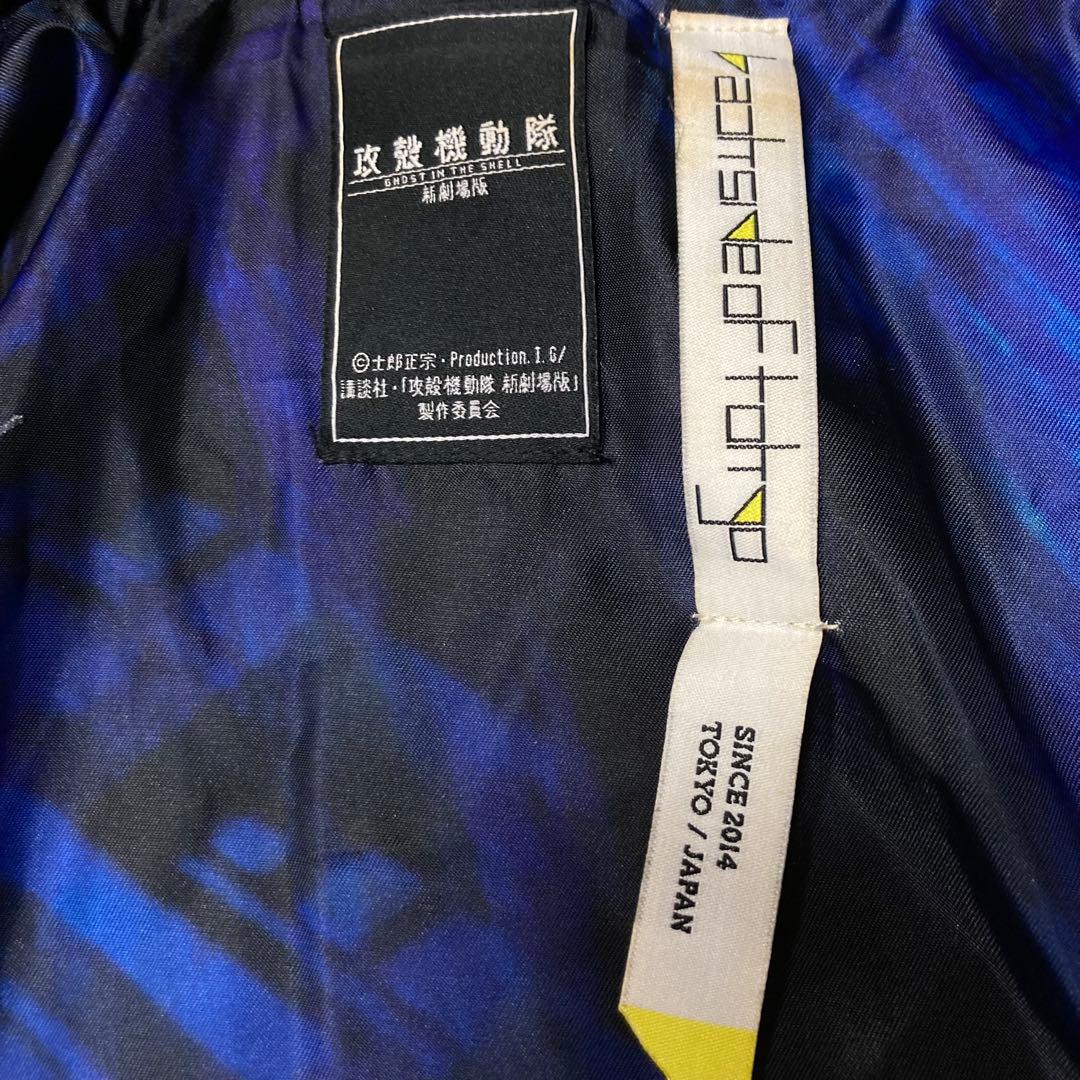 攻殻機動隊
GHOST IN THE SHELL
新劇場版
©士郎正宗・Production.I.G/
講談社・「攻殻機動隊 新劇場版」
製作委員会
SINCE 2014
TOKYO / JAPAN